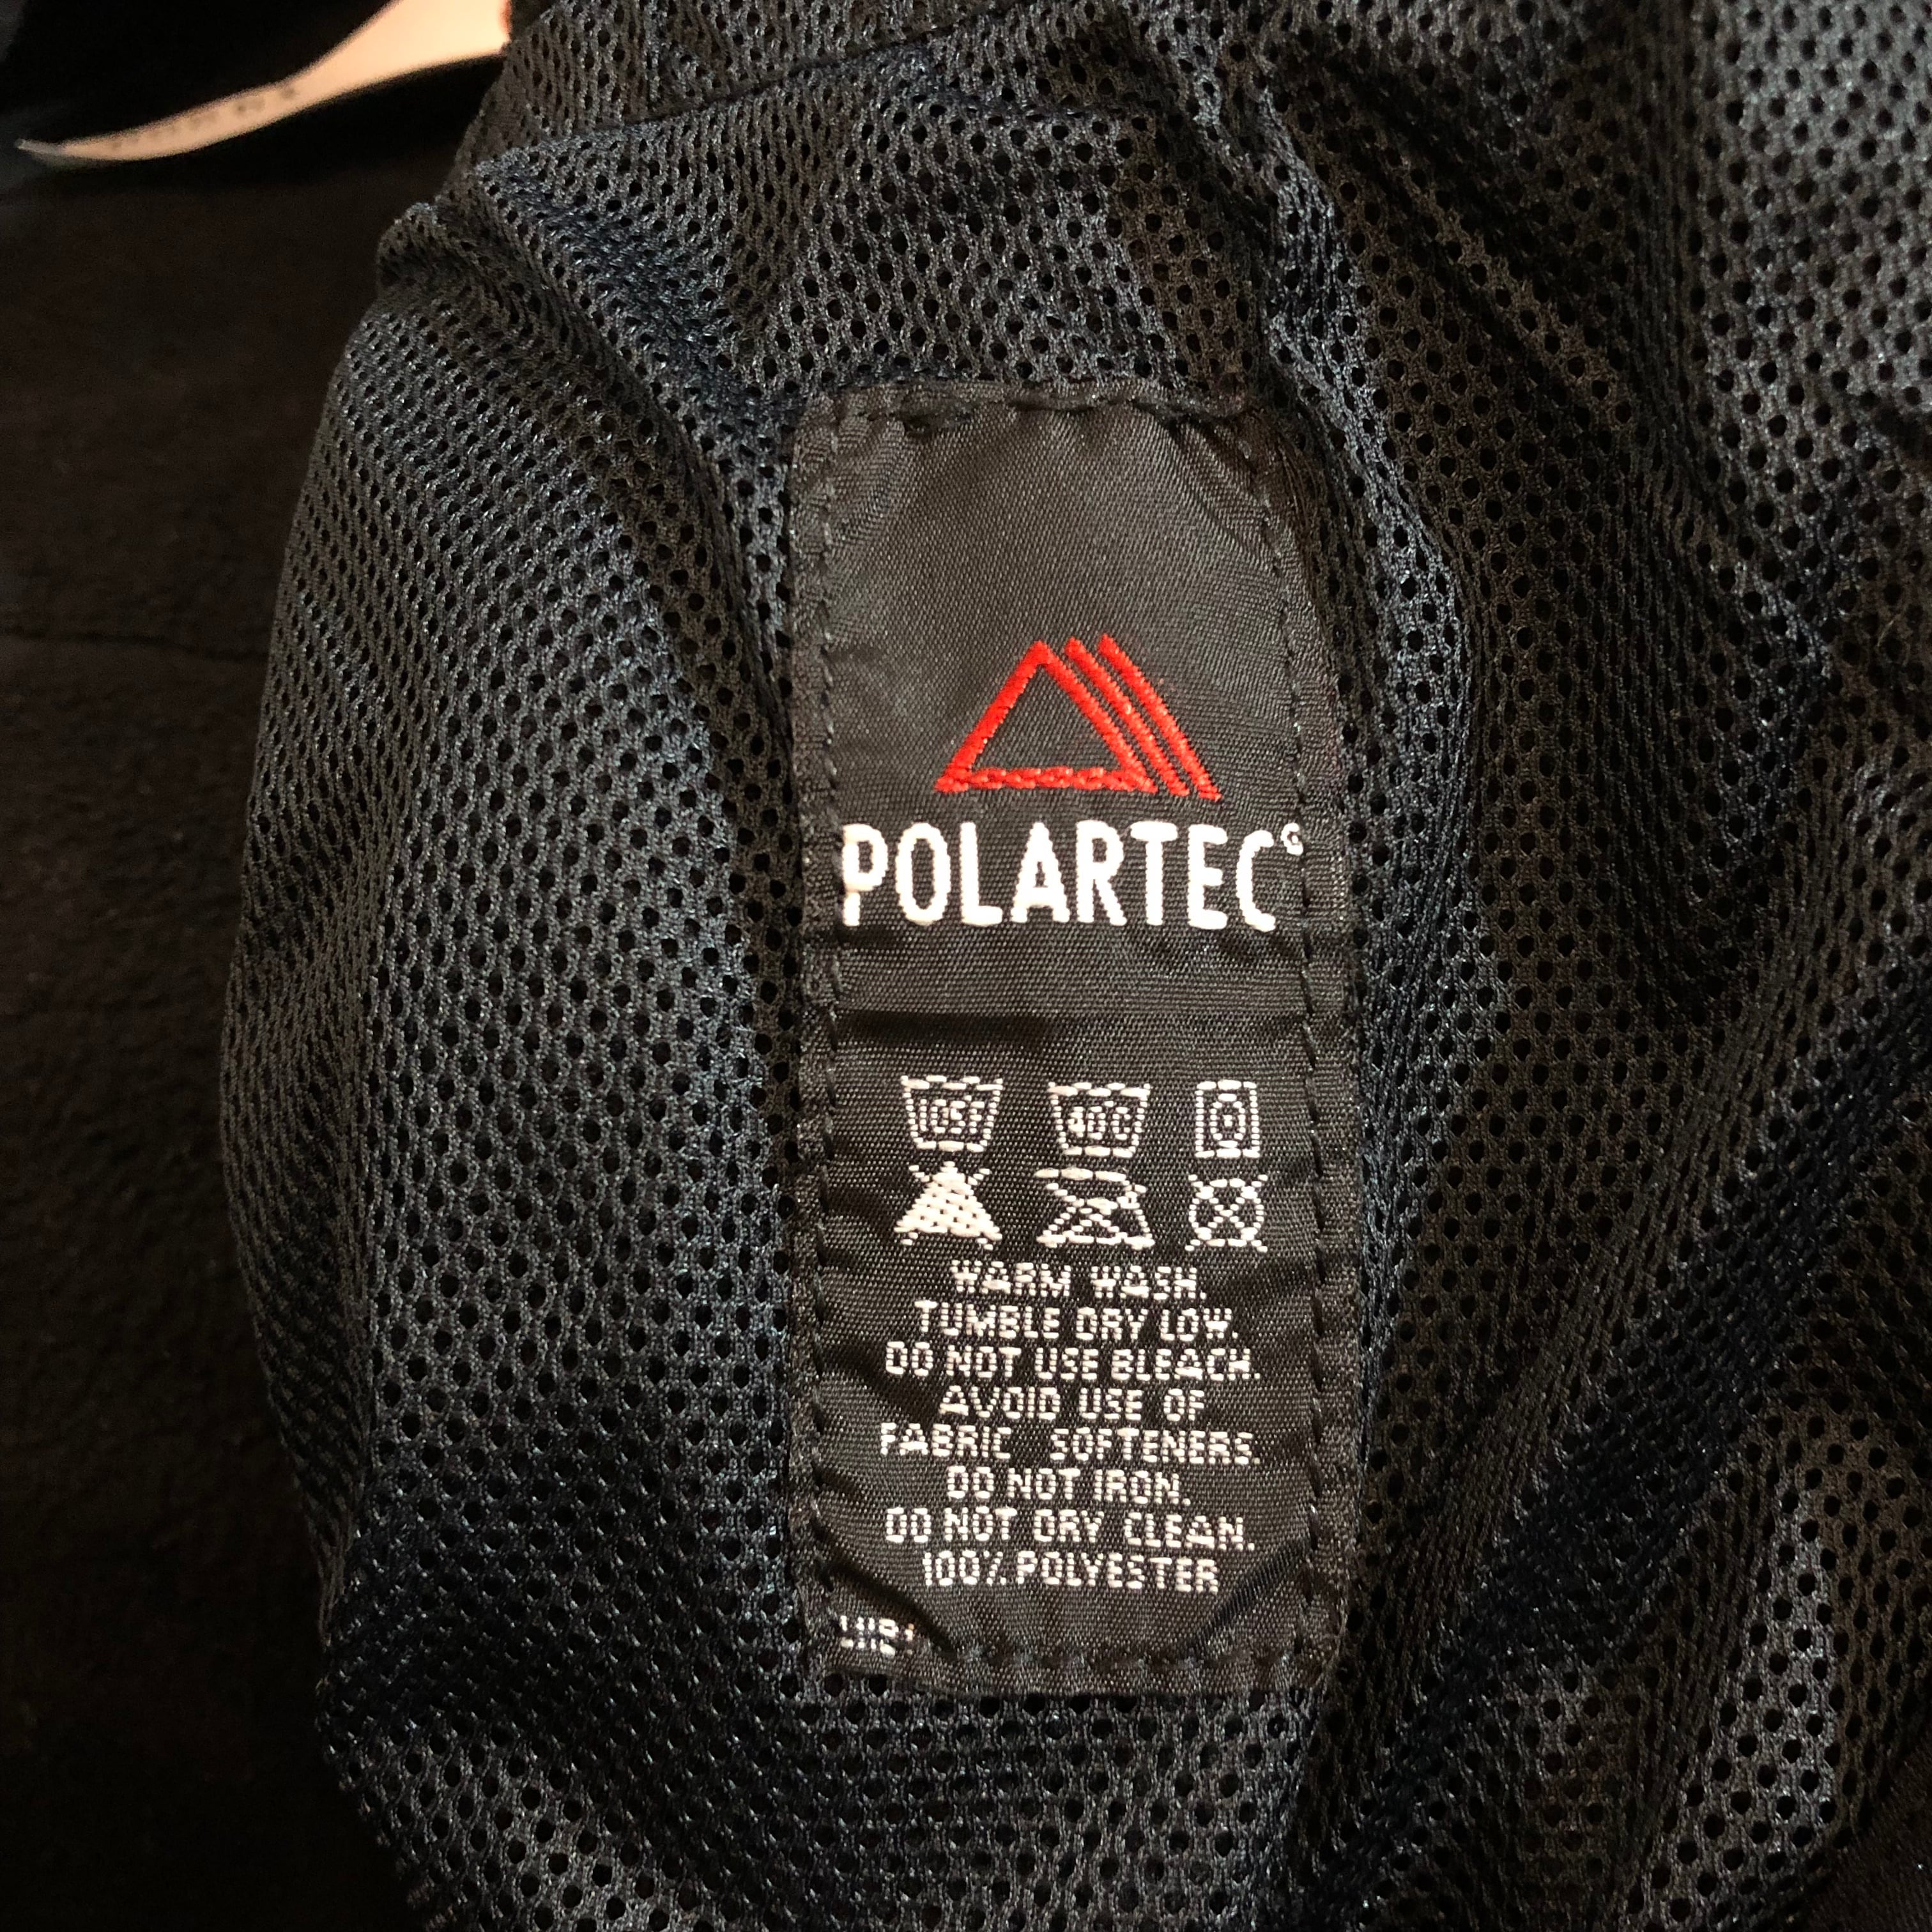 POLARTEC®
105F 40C
WARM WASH.
TUMBLE DRY LOW.
DO NOT USE BLEACH.
AVOID USE OF
FABRIC SOFTENERS.
DO NOT IRON.
DO NOT DRY CLEAN.
100% POLYESTER